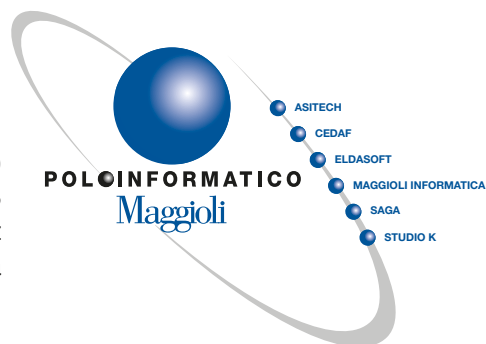 POLOINFORMATICO
Maggioli
ASITECH
CEDAF
ELDASOFT
MAGGIOLI INFORMATICA
SAGA
STUDIO K